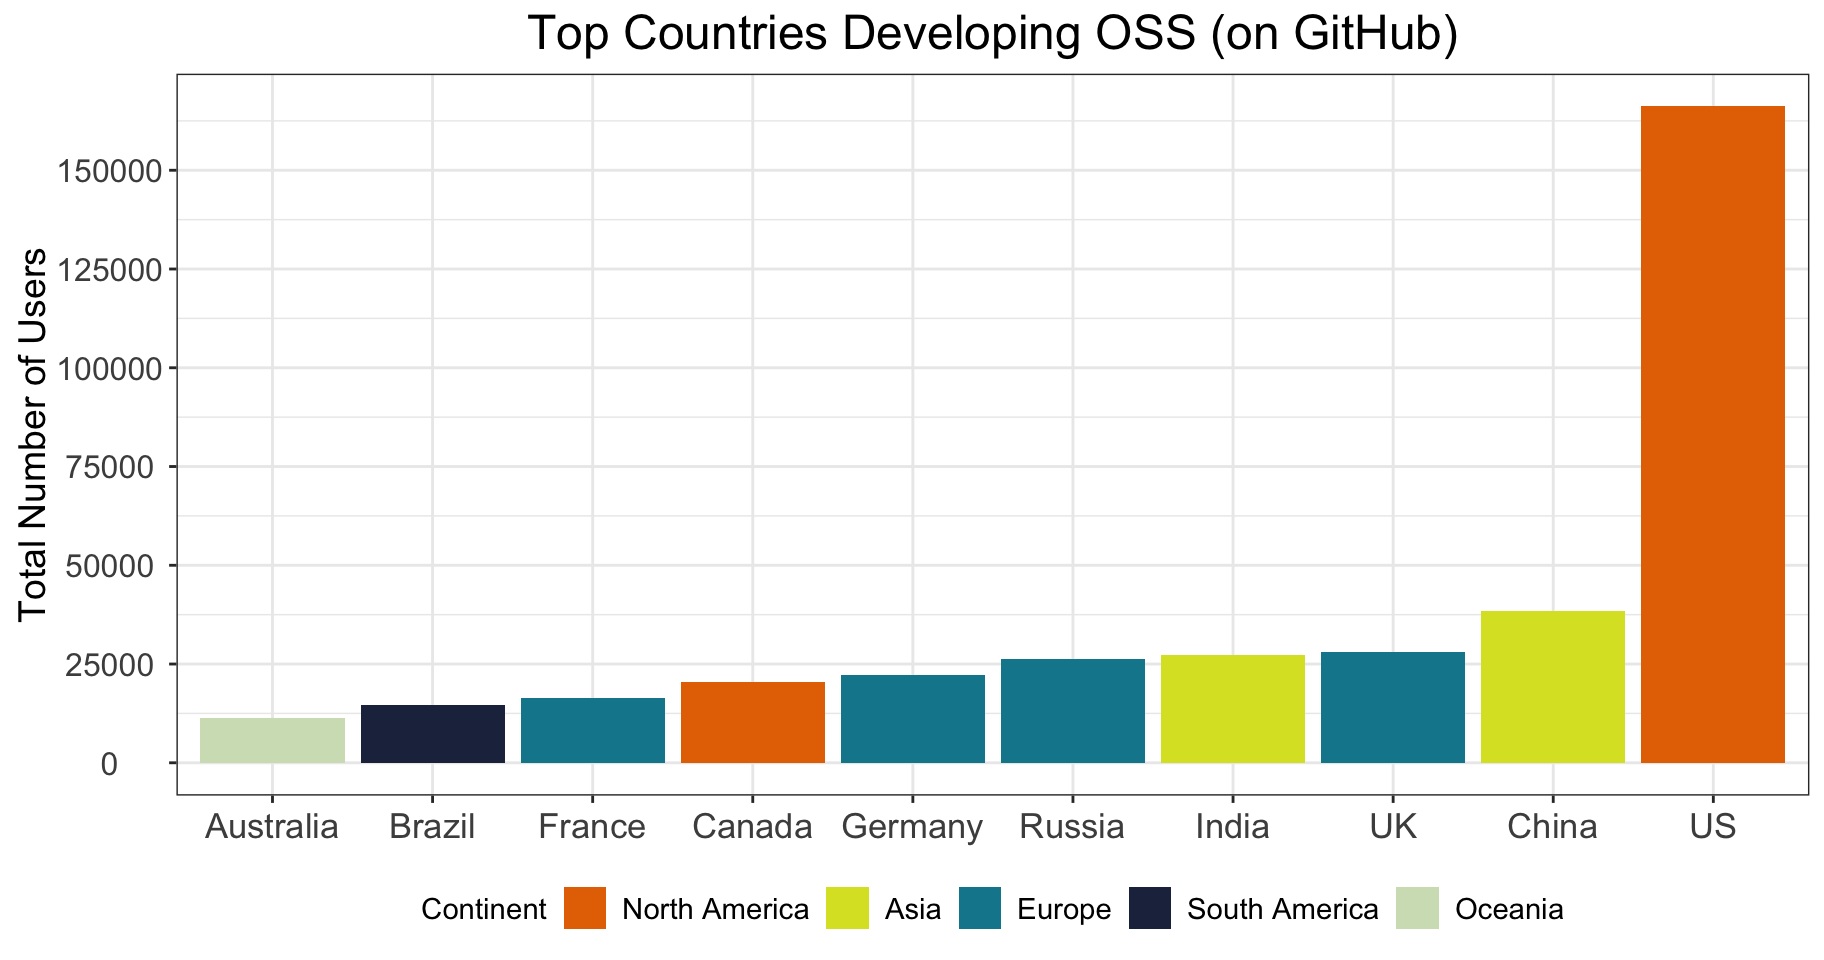 Top Countries Developing OSS (on GitHub)
Total Number of Users
150000
125000
100000
75000
50000
25000
0
Australia Brazil France Canada Germany Russia India UK China US
Continent North America Asia Europe South America Oceania